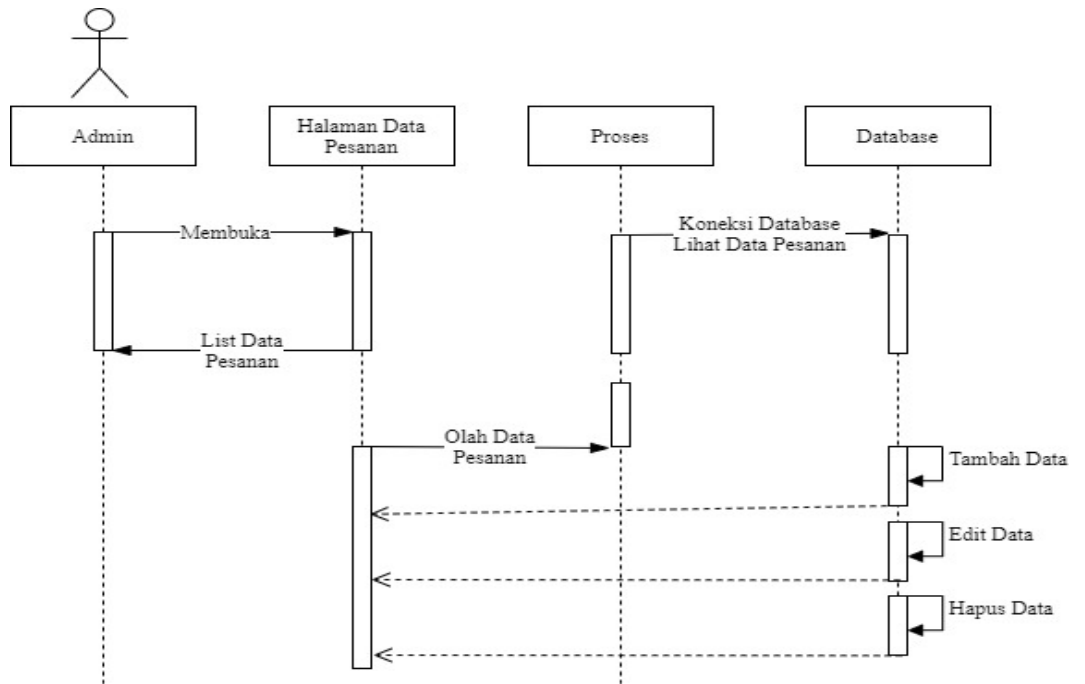 Admin
Halaman Data
Pesanan
Proses
Database
Membuka
Koneksi Database
Lihat Data Pesanan
List Data
Pesanan
Olah Data
Pesanan
Tambah Data
Edit Data
Hapus Data